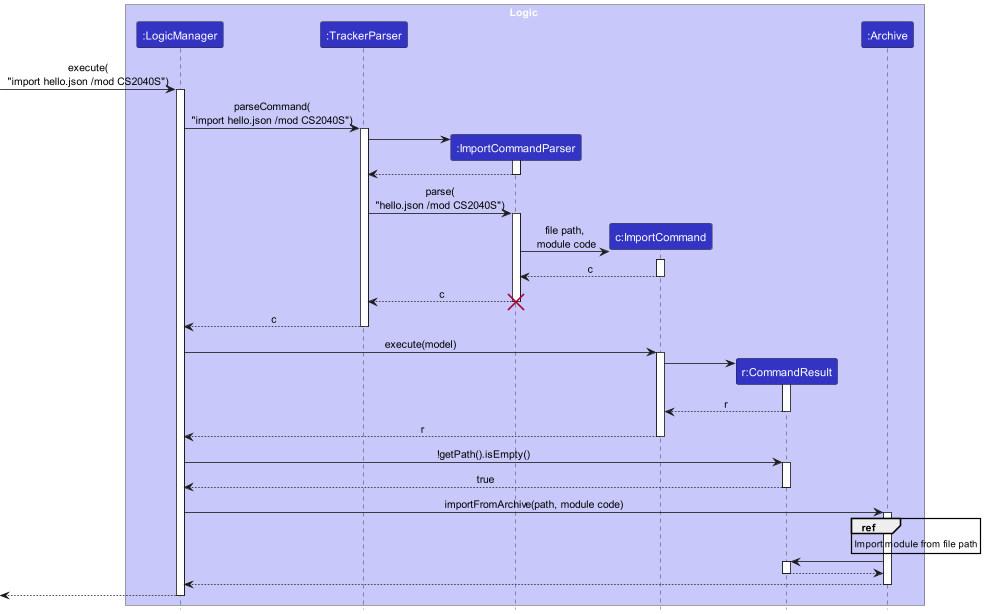 Logic
:LogicManager
:TrackerParser
:Archive
execute(
"import hello.json /mod CS2040S")
parseCommand(
"import hello.json /mod CS2040S")
:ImportCommandParser
parse(
"hello.json /mod CS2040S")
file path,
module code
c:ImportCommand
c
c
c
execute(model)
r:CommandResult
r
r
!getPath().isEmpty()
true
importFromArchive(path, module code)
ref
Import module from file path